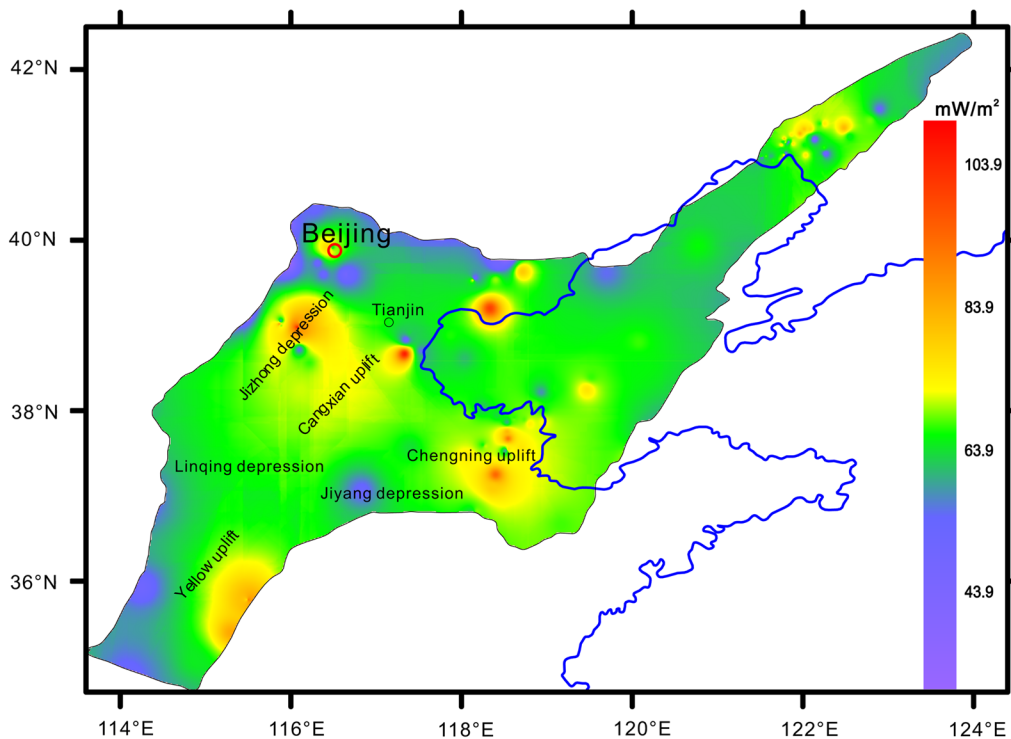 42°N
mW/m²
103.9
40°N
Beijing
83.9
Tianjin
Jizhong depression
Cangxian uplift
38°N
Chengning uplift
63.9
Linqing depression
Jiyang depression
Yellow uplift
36°N
43.9
114°E
116°E
118°E
120°E
122°E
124°E